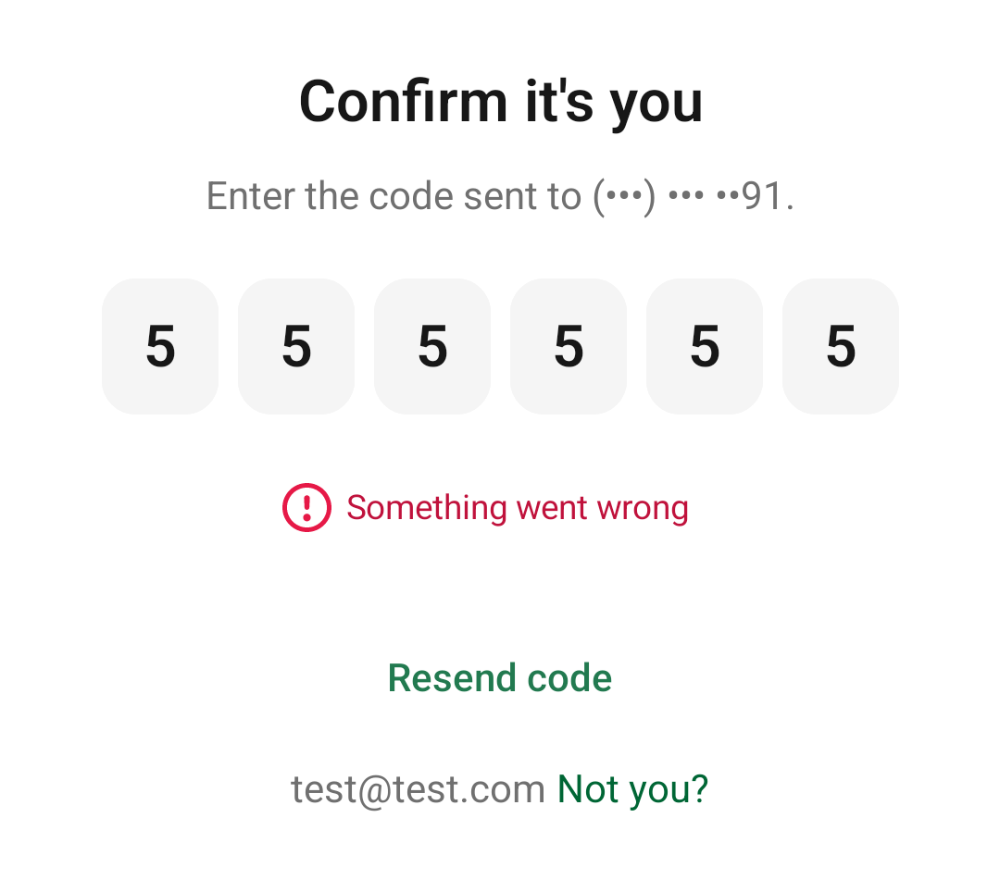 Confirm it's you
Enter the code sent to (•••) ••• ••91.
5 5 5 5 5 5
Something went wrong
Resend code
test@test.com Not you?